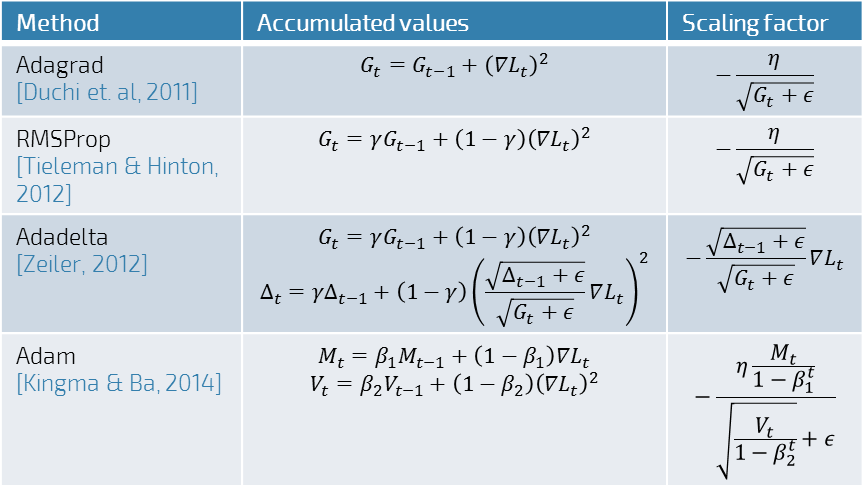 Method Accumulated values Scaling factor
Adagrad
[Duchi et. al, 2011]
$G_t = G_{t-1} + (\nabla L_t)^2$
$-\frac{\eta}{\sqrt{G_t + \epsilon}}$
RMSProp
[Tieleman & Hinton,
2012]
$G_t = \gamma G_{t-1} + (1 - \gamma)(\nabla L_t)^2$
$-\frac{\eta}{\sqrt{G_t + \epsilon}}$
Adadelta
[Zeiler, 2012]
$G_t = \gamma G_{t-1} + (1 - \gamma)(\nabla L_t)^2$
$\Delta_t = \gamma \Delta_{t-1} + (1 - \gamma)\left(\frac{\sqrt{\Delta_{t-1} + \epsilon}}{\sqrt{G_t + \epsilon}} \nabla L_t\right)^2$
$-\frac{\sqrt{\Delta_{t-1} + \epsilon}}{\sqrt{G_t + \epsilon}} \nabla L_t$
Adam
[Kingma & Ba, 2014]
$M_t = \beta_1 M_{t-1} + (1 - \beta_1) \nabla L_t$
$V_t = \beta_2 V_{t-1} + (1 - \beta_2)(\nabla L_t)^2$
$-\frac{\eta \frac{M_t}{1 - \beta_1^t}}{\sqrt{\frac{V_t}{1 - \beta_2^t}} + \epsilon}$